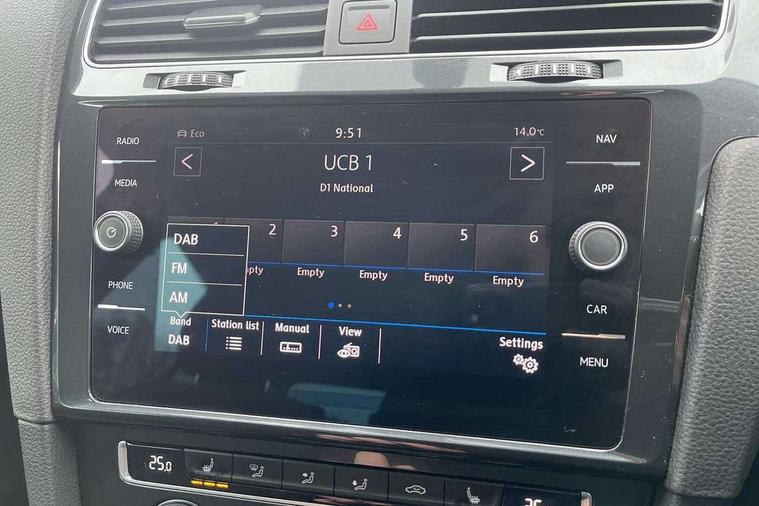 RADIO
MEDIA
PHONE
VOICE
Eco
9:51
14.0°C
<
UCB 1
>
D1 National
2
3
4
5
6
pty
Empty
Empty
Empty
Empty
DAB
FM
AM
Band
DAB
Station list
Manual
View
Settings
NAV
APP
CAR
MENU
25.0